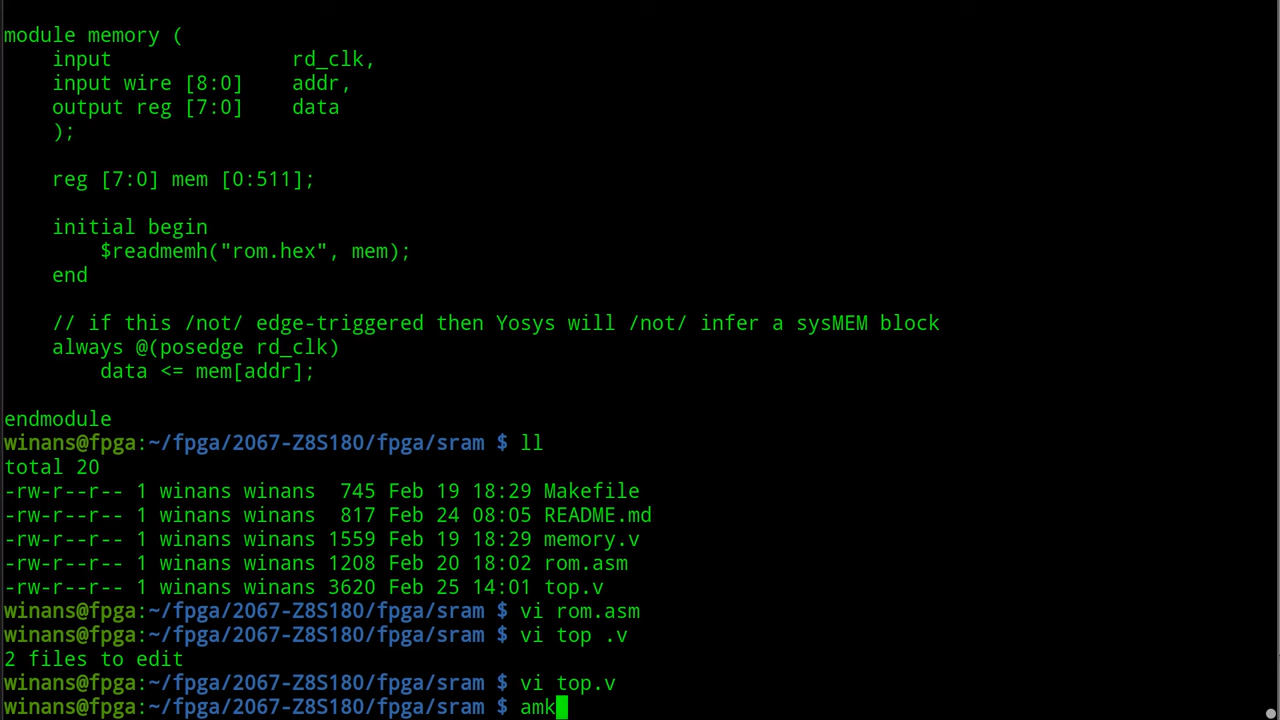 module memory (
    input               rd_clk,
    input wire [8:0]    addr,
    output reg [7:0]    data
    );
    reg [7:0] mem [0:511];
    initial begin
        $readmemh("rom.hex", mem);
    end
    // if this /not/ edge-triggered then Yosys will /not/ infer a sysMEM block
    always @(posedge rd_clk)
        data <= mem[addr];
endmodule
winans@fpga:~/fpga/2067-Z8S180/fpga/sram $ ll
total 20
-rw-r--r-- 1 winans winans  745 Feb 19 18:29 Makefile
-rw-r--r-- 1 winans winans  817 Feb 24 08:05 README.md
-rw-r--r-- 1 winans winans 1559 Feb 19 18:29 memory.v
-rw-r--r-- 1 winans winans 1208 Feb 20 18:02 rom.asm
-rw-r--r-- 1 winans winans 3620 Feb 25 14:01 top.v
winans@fpga:~/fpga/2067-Z8S180/fpga/sram $ vi rom.asm
winans@fpga:~/fpga/2067-Z8S180/fpga/sram $ vi top .v
2 files to edit
winans@fpga:~/fpga/2067-Z8S180/fpga/sram $ vi top.v
winans@fpga:~/fpga/2067-Z8S180/fpga/sram $ amk